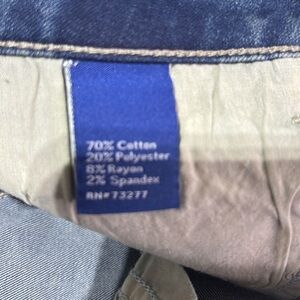 70% Cotton
20% Polyester
8% Rayon
2% Spandex
RN# 73277